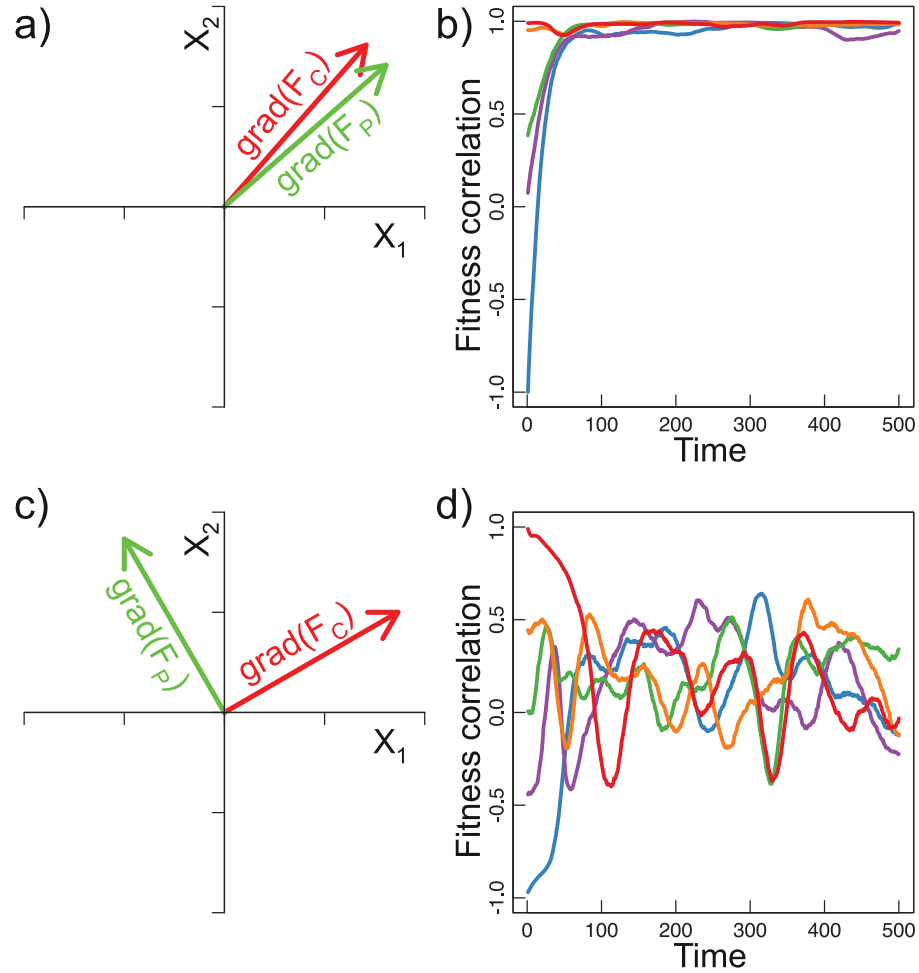 a)
X2
grad(FC)
grad(FP)
X1
b)
Fitness correlation
1.0
0.5
0.0
-0.5
-1.0
0
100
200
300
400
500
Time
c)
X2
grad(FP)
grad(FC)
X1
d)
Fitness correlation
1.0
0.5
0.0
-0.5
-1.0
0
100
200
300
400
500
Time